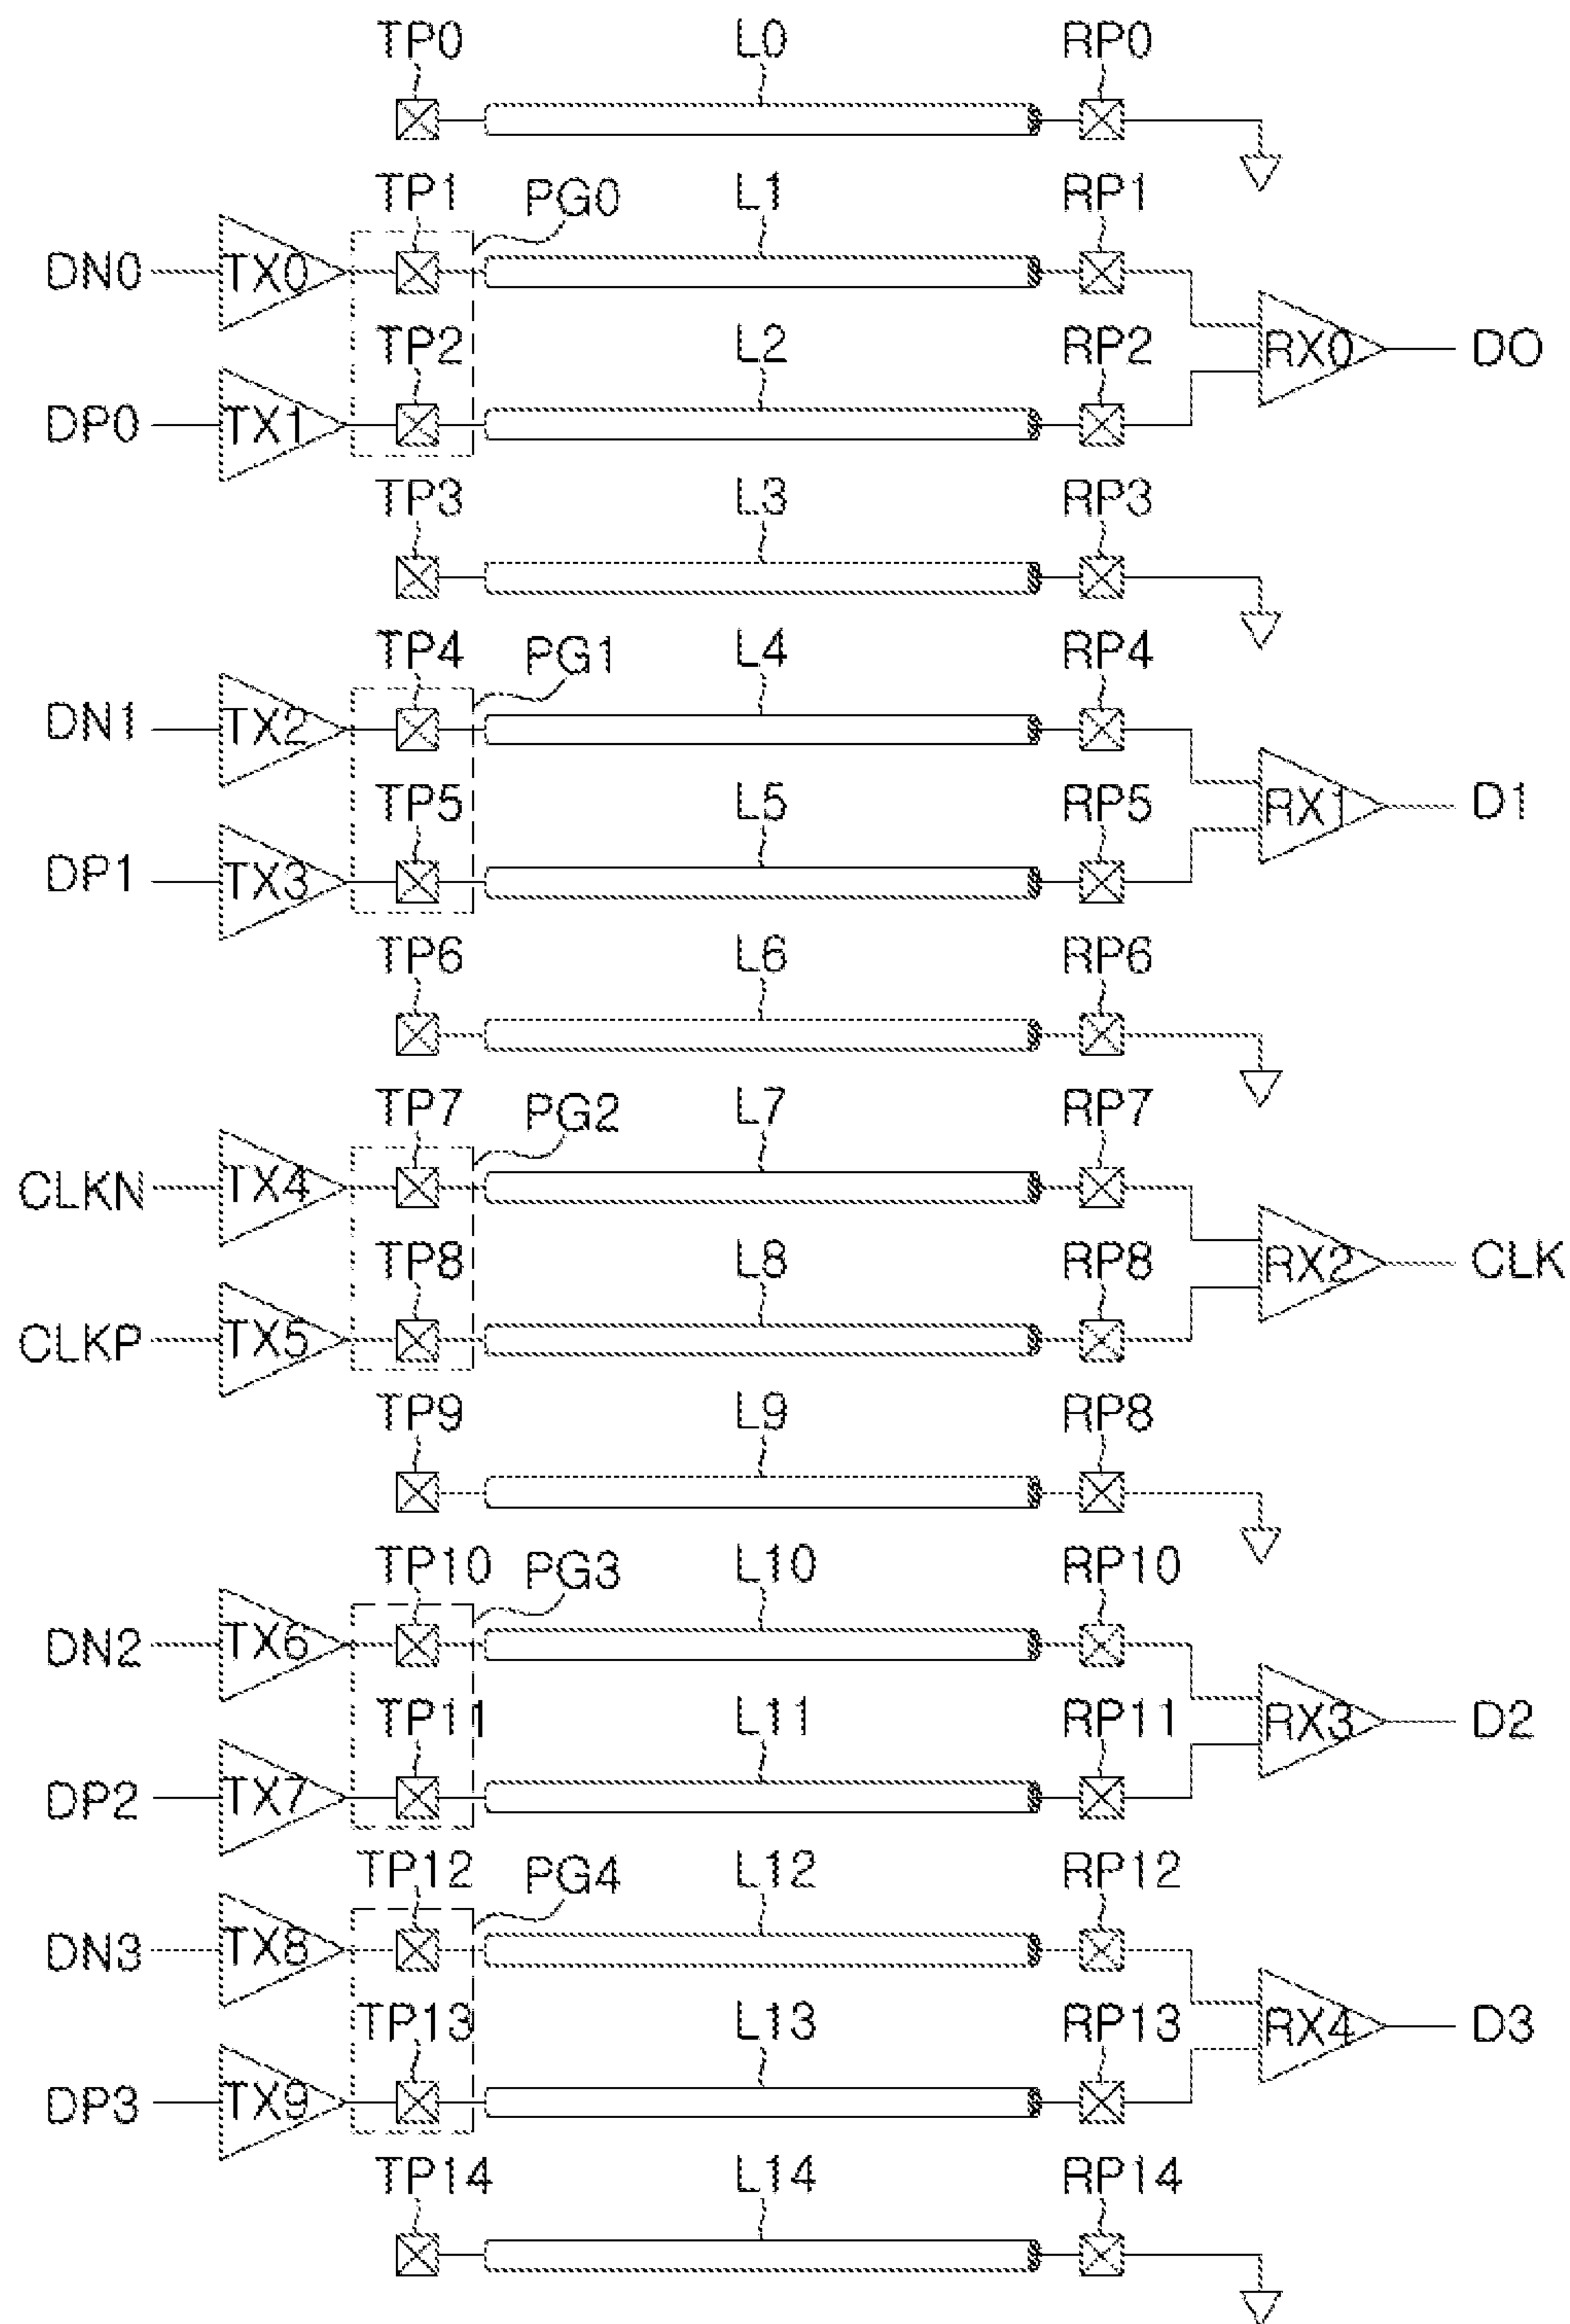 TP0 L0 RP0
TP1 PG0 L1 RP1
DN0 TX0
TP2 L2 RP2
RX0 DO
DP0 TX1
TP3 L3 RP3
TP4 PG1 L4 RP4
DN1 TX2
TP5 L5 RP5
RX1 D1
DP1 TX3
TP6 L6 RP6
TP7 PG2 L7 RP7
CLKN TX4
TP8 L8 RP8
RX2 CLK
CLKP TX5
TP9 L9 RP8
TP10 PG3 L10 RP10
DN2 TX6
TP11 L11 RP11
RX3 D2
DP2 TX7
TP12 PG4 L12 RP12
DN3 TX8
TP13 L13 RP13
RX4 D3
DP3 TX9
TP14 L14 RP14